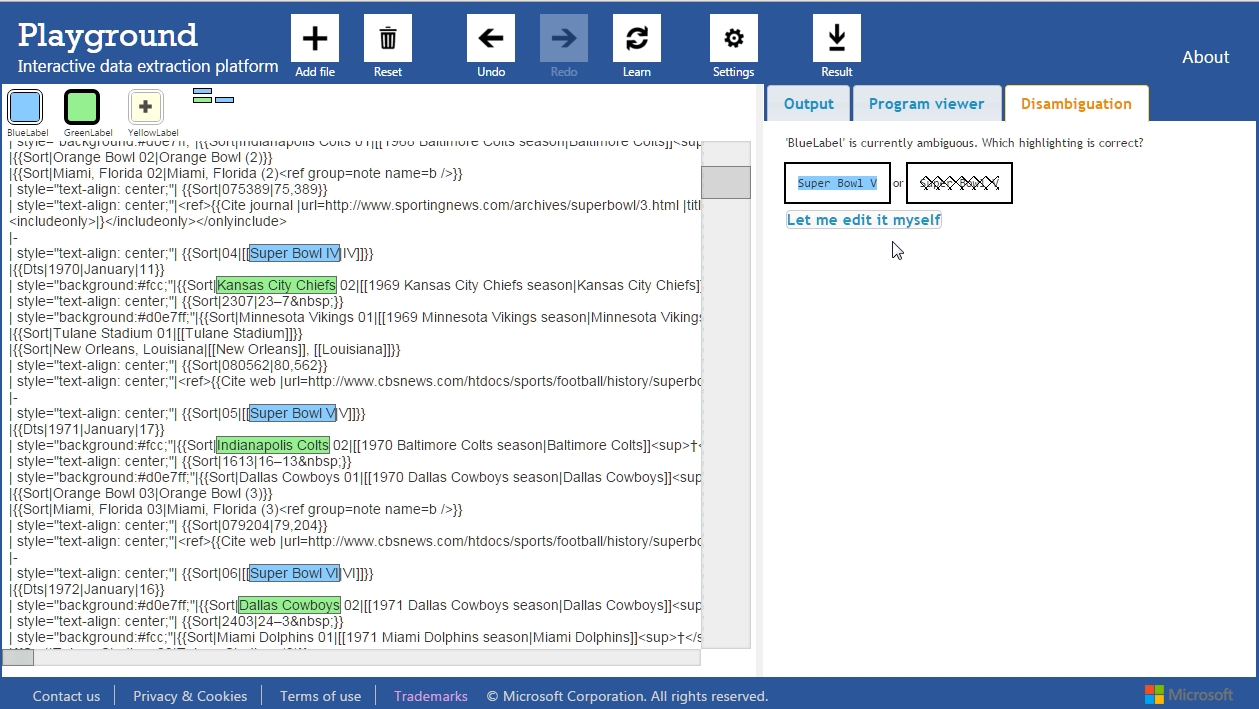 Playground
Interactive data extraction platform
Add file
Reset
Undo
Redo
Learn
Settings
Result
About
BlueLabel
GreenLabel
YellowLabel
Output
Program viewer
Disambiguation
| style="background:#d0e7ff;"|{{Sort|Indianapolis Colts 01|[[1968 Baltimore Colts season|Baltimore Colts]]<sup
|{{Sort|Orange Bowl 02|Orange Bowl (2)}}
|{{Sort|Miami, Florida 02|Miami, Florida (2)<ref group=note name=b />}}
| style="text-align: center;"| {{Sort|075389|75,389}}
| style="text-align: center;"|<ref>{{Cite journal |url=http://www.sportingnews.com/archives/superbowl/3.html |titl
<includeonly>|}</includeonly></onlyinclude>
|-
| style="text-align: center;"| {{Sort|04|[[Super Bowl IV|IV]]}}
|{{Dts|1970|January|11}}
| style="background:#fcc;"|{{Sort|Kansas City Chiefs 02|[[1969 Kansas City Chiefs season|Kansas City Chiefs]]
| style="text-align: center;"| {{Sort|2307|23–7&nbsp;}}
| style="background:#d0e7ff;"|{{Sort|Minnesota Vikings 01|[[1969 Minnesota Vikings season|Minnesota Vikings
|{{Sort|Tulane Stadium 01|[[Tulane Stadium]]}}
|{{Sort|New Orleans, Louisiana|[[New Orleans]], [[Louisiana]]}}
| style="text-align: center;"| {{Sort|080562|80,562}}
| style="text-align: center;"|<ref>{{Cite web |url=http://www.cbsnews.com/htdocs/sports/football/history/superbo
|-
| style="text-align: center;"| {{Sort|05|[[Super Bowl V|V]]}}
|{{Dts|1971|January|17}}
| style="background:#fcc;"|{{Sort|Indianapolis Colts 02|[[1970 Baltimore Colts season|Baltimore Colts]]<sup>†<
| style="text-align: center;"| {{Sort|1613|16–13&nbsp;}}
| style="background:#d0e7ff;"|{{Sort|Dallas Cowboys 01|[[1970 Dallas Cowboys season|Dallas Cowboys]]<sup
|{{Sort|Orange Bowl 03|Orange Bowl (3)}}
|{{Sort|Miami, Florida 03|Miami, Florida (3)<ref group=note name=b />}}
| style="text-align: center;"| {{Sort|079204|79,204}}
| style="text-align: center;"|<ref>{{Cite web |url=http://www.cbsnews.com/htdocs/sports/football/history/superbo
|-
| style="text-align: center;"| {{Sort|06|[[Super Bowl VI|VI]]}}
|{{Dts|1972|January|16}}
| style="background:#d0e7ff;"|{{Sort|Dallas Cowboys 02|[[1971 Dallas Cowboys season|Dallas Cowboys]]<sup
| style="text-align: center;"| {{Sort|2403|24–3&nbsp;}}
| style="background:#fcc;"|{{Sort|Miami Dolphins 01|[[1971 Miami Dolphins season|Miami Dolphins]]<sup>†</s
'BlueLabel' is currently ambiguous. Which highlighting is correct?
Super Bowl V or Super Bowl V
Let me edit it myself
Contact us
Privacy & Cookies
Terms of use
Trademarks
© Microsoft Corporation. All rights reserved.
Microsoft